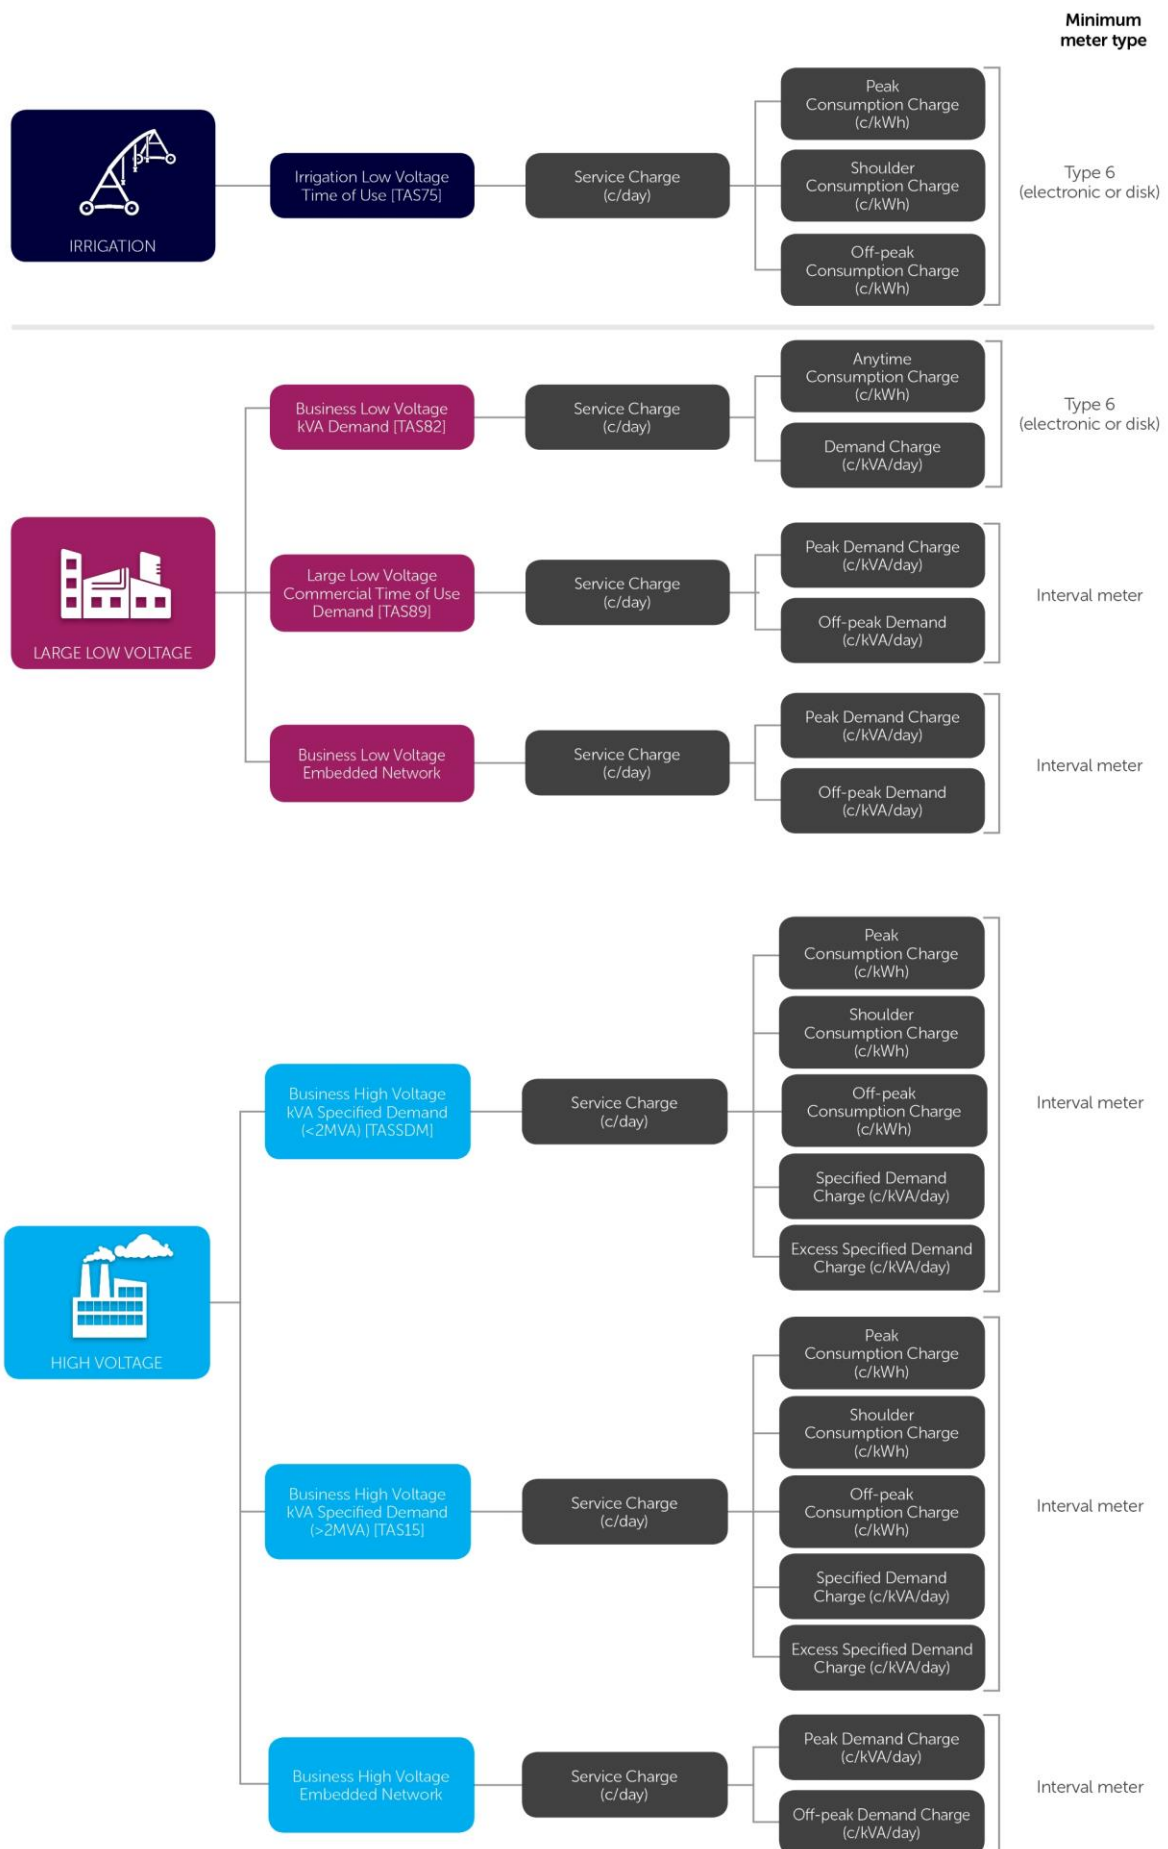 Minimum
meter type
IRRIGATION
Irrigation Low Voltage
Time of Use [TAS75]
Service Charge
(c/day)
Peak
Consumption Charge
(c/kWh)
Shoulder
Consumption Charge
(c/kWh)
Off-peak
Consumption Charge
(c/kWh)
Type 6
(electronic or disk)
LARGE LOW VOLTAGE
Business Low Voltage
kVA Demand [TAS82]
Service Charge
(c/day)
Anytime
Consumption Charge
(c/kWh)
Demand Charge
(c/kVA/day)
Type 6
(electronic or disk)
Large Low Voltage
Commercial Time of Use
Demand [TAS89]
Service Charge
(c/day)
Peak Demand Charge
(c/kVA/day)
Off-peak Demand
(c/kVA/day)
Interval meter
Business Low Voltage
Embedded Network
Service Charge
(c/day)
Peak Demand Charge
(c/kVA/day)
Off-peak Demand
(c/kVA/day)
Interval meter
HIGH VOLTAGE
Business High Voltage
kVA Specified Demand
(<2MVA) [TASSDM]
Service Charge
(c/day)
Peak
Consumption Charge
(c/kWh)
Shoulder
Consumption Charge
(c/kWh)
Off-peak
Consumption Charge
(c/kWh)
Specified Demand
Charge (c/kVA/day)
Excess Specified Demand
Charge (c/kVA/day)
Interval meter
Business High Voltage
kVA Specified Demand
(>2MVA) [TAS15]
Service Charge
(c/day)
Peak
Consumption Charge
(c/kWh)
Shoulder
Consumption Charge
(c/kWh)
Off-peak
Consumption Charge
(c/kWh)
Specified Demand
Charge (c/kVA/day)
Excess Specified Demand
Charge (c/kVA/day)
Interval meter
Business High Voltage
Embedded Network
Service Charge
(c/day)
Peak Demand Charge
(c/kVA/day)
Off-peak Demand Charge
(c/kVA/day)
Interval meter